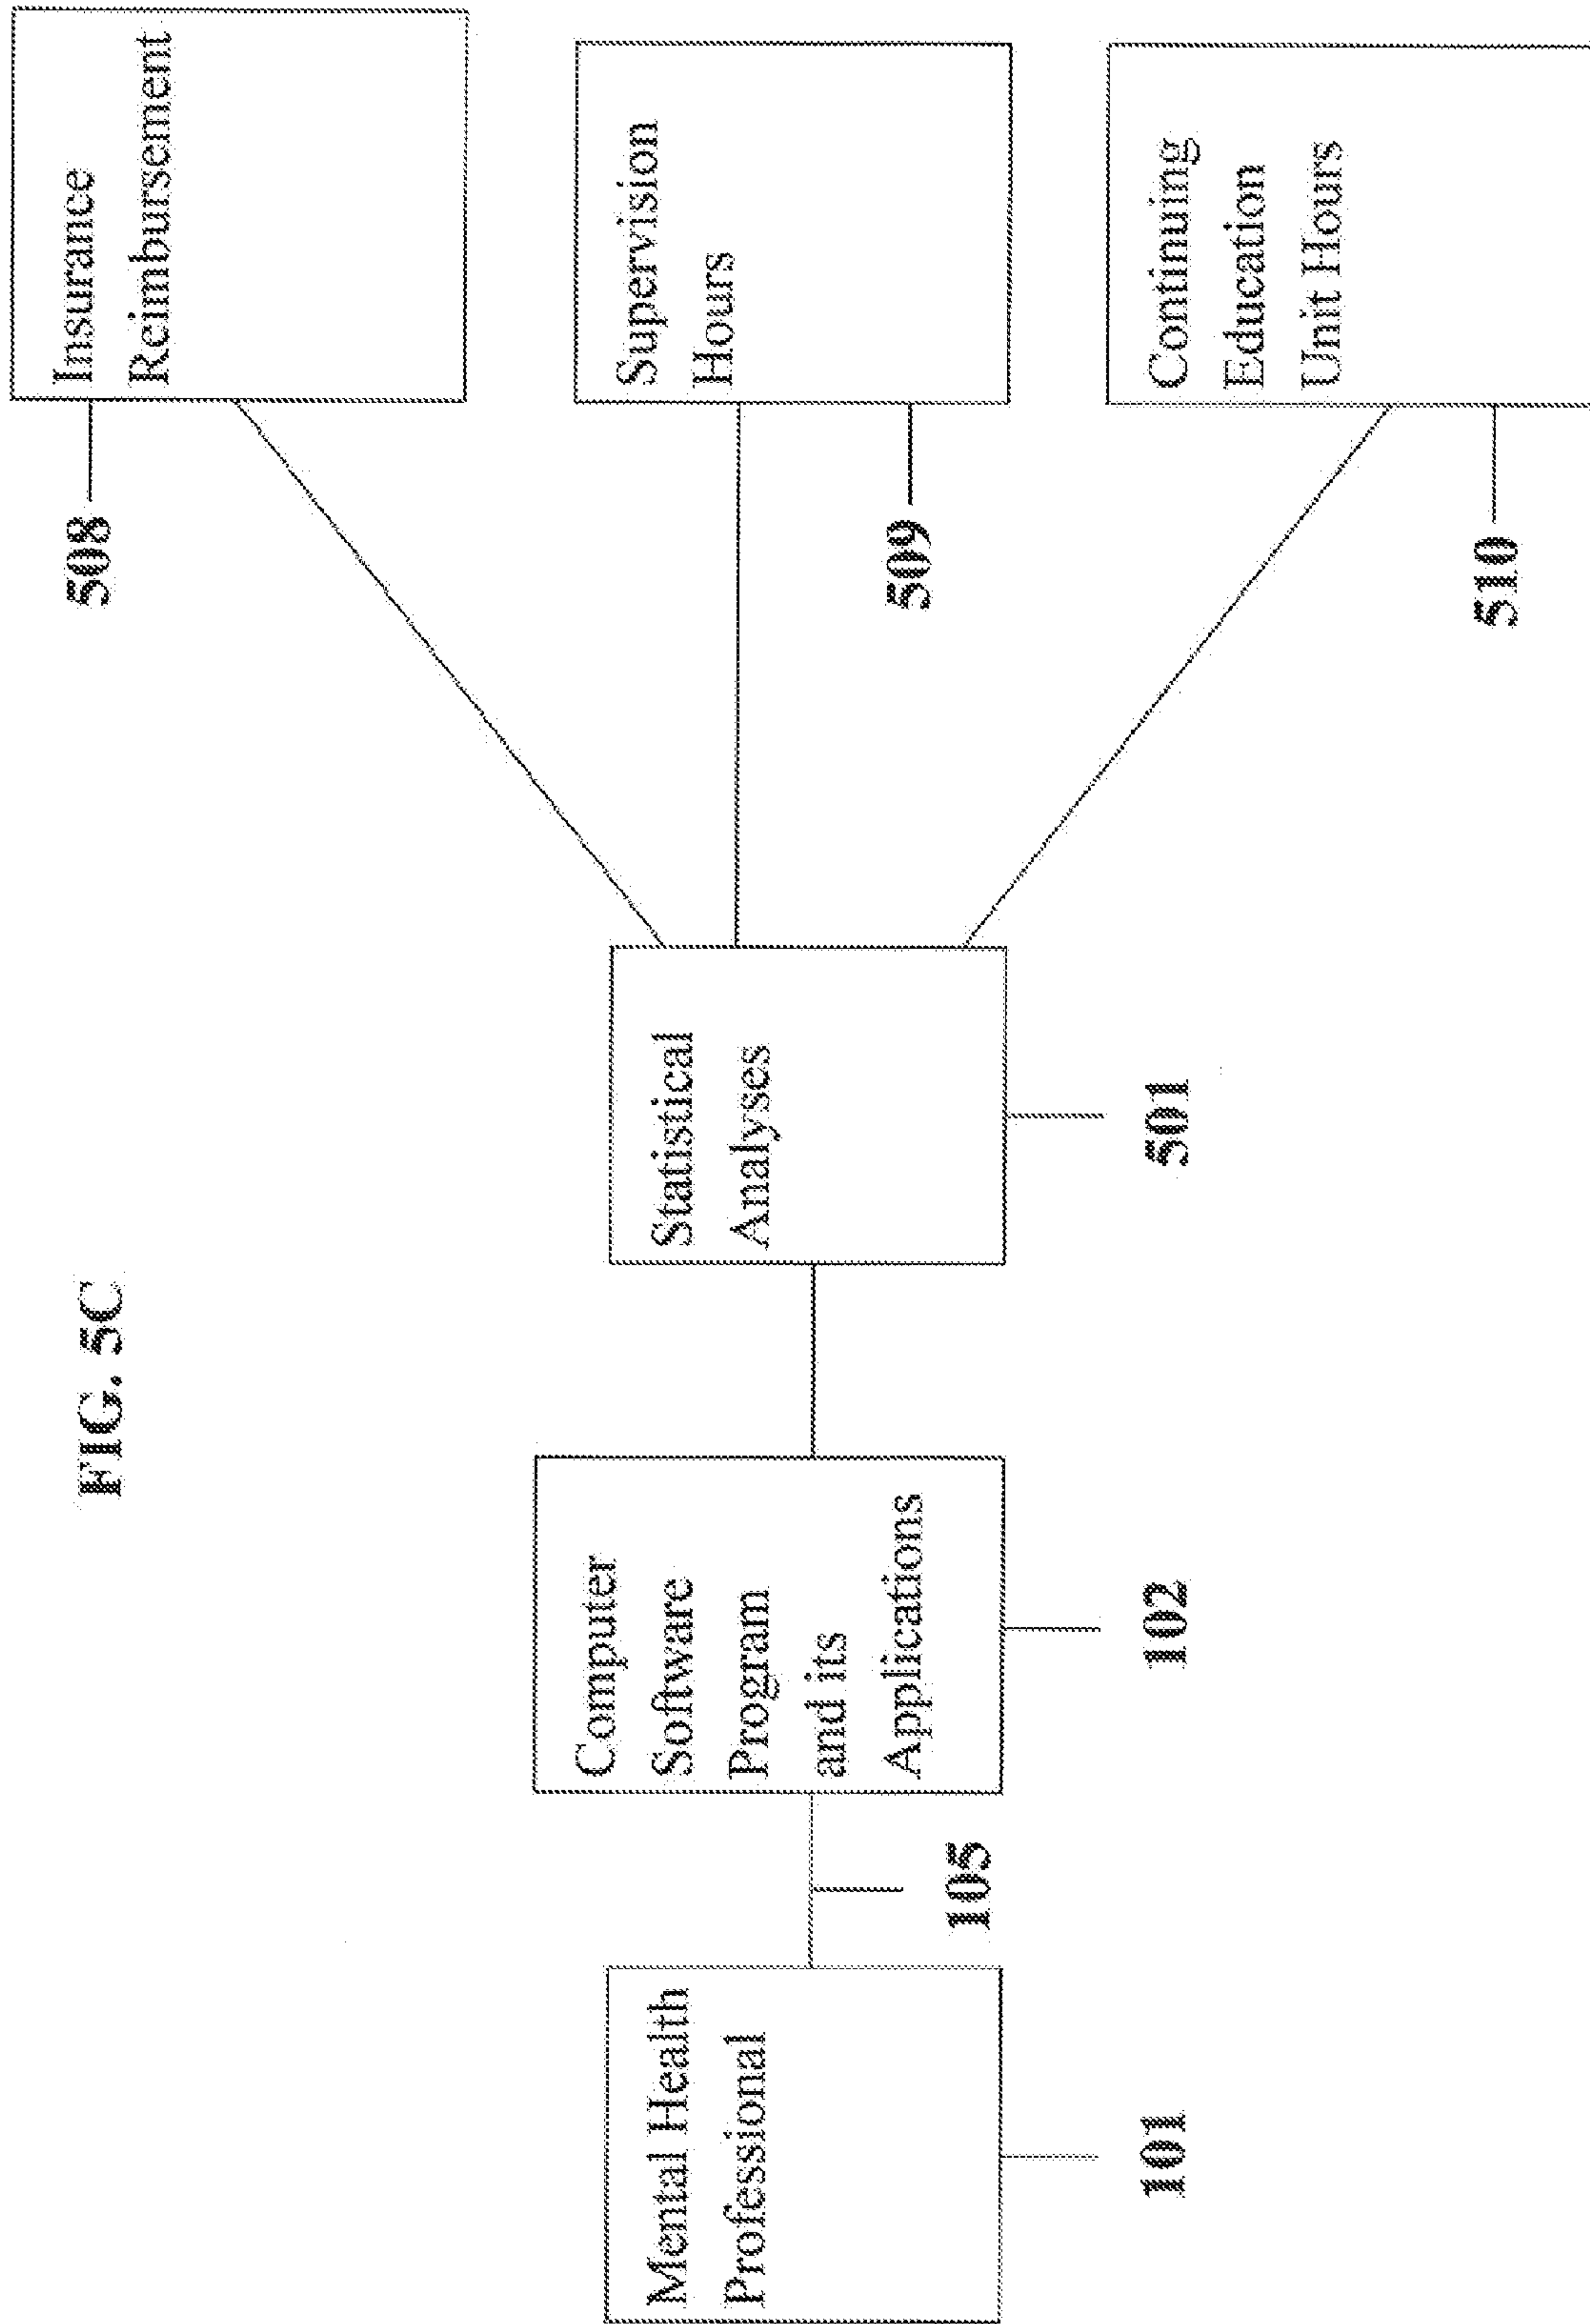 FIG. 5C
Mental Health
Professional
101
105
Computer
Software
Program
and its
Applications
102
Statistical
Analyses
501
Insurance
Reimbursement
508
Supervision
Hours
509
Continuing
Education
Unit Hours
510